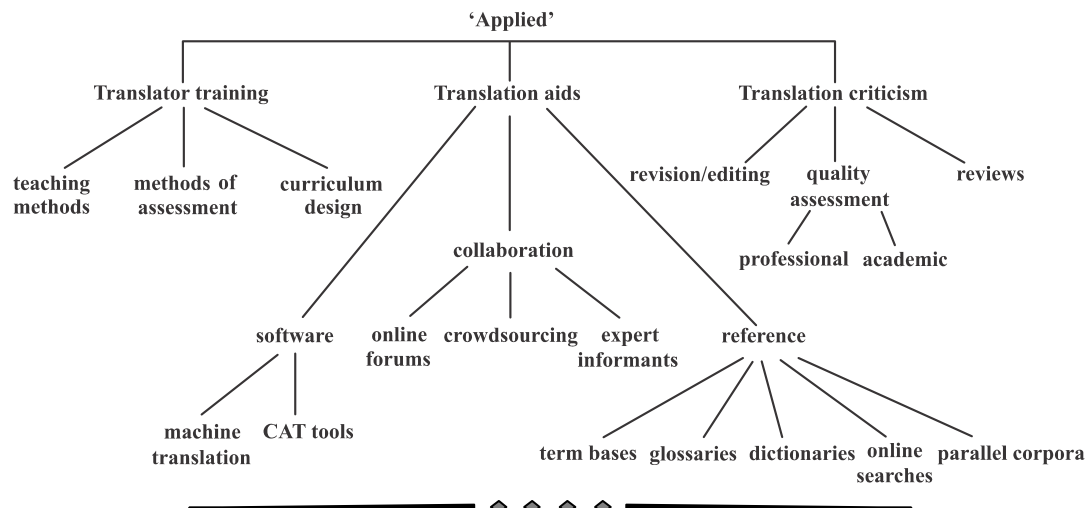 ‘Applied’
Translator training
Translation aids
Translation criticism
teaching
methods
methods of
assessment
curriculum
design
revision/editing
quality
assessment
reviews
professional
academic
collaboration
software
online
forums
crowdsourcing
expert
informants
reference
machine
translation
CAT tools
term bases
glossaries
dictionaries
online
searches
parallel corpora